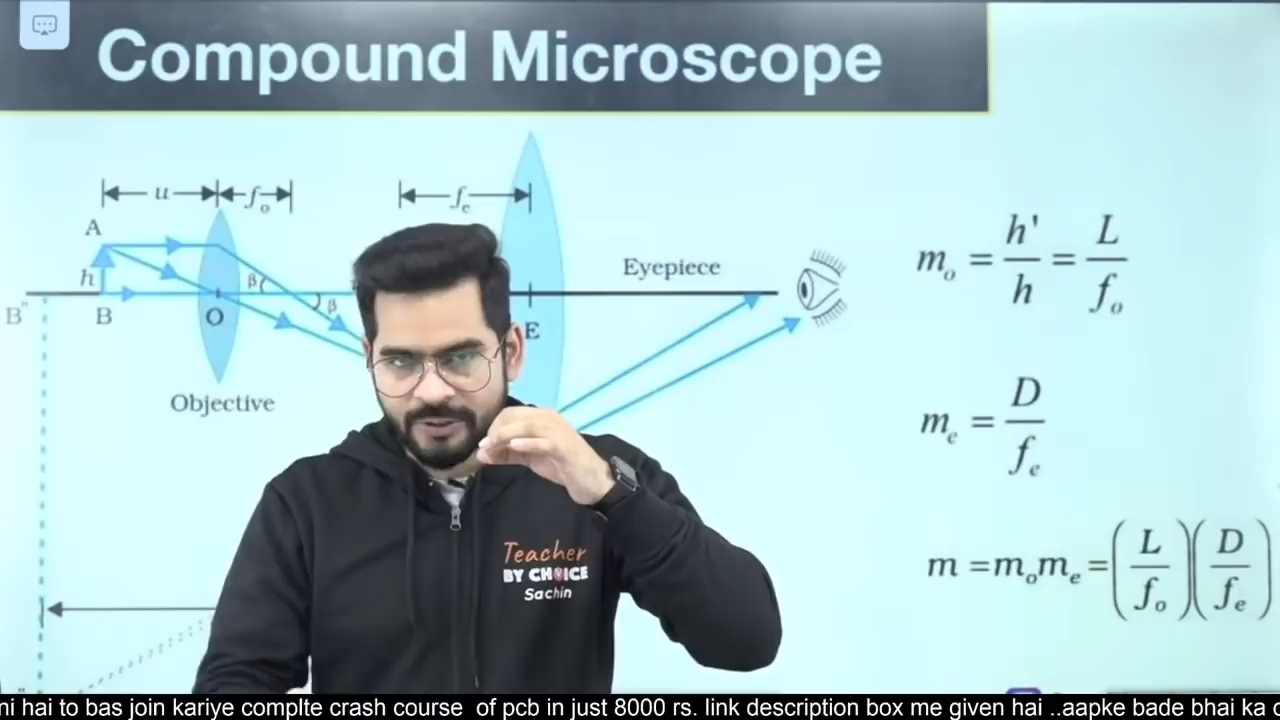 Compound Microscope
u
f_o
f_e
A
h
β
β
Eyepiece
B"
B
O
E
Objective
m_o = h'/h = L/f_o
m_e = D/f_e
m = m_o m_e = (L/f_o)(D/f_e)
Teacher
BY CHOICE
Sachin
ni hai to bas join kariye complte crash course of pcb in just 8000 rs. link description box me given hai ..aapke bade bhai ka